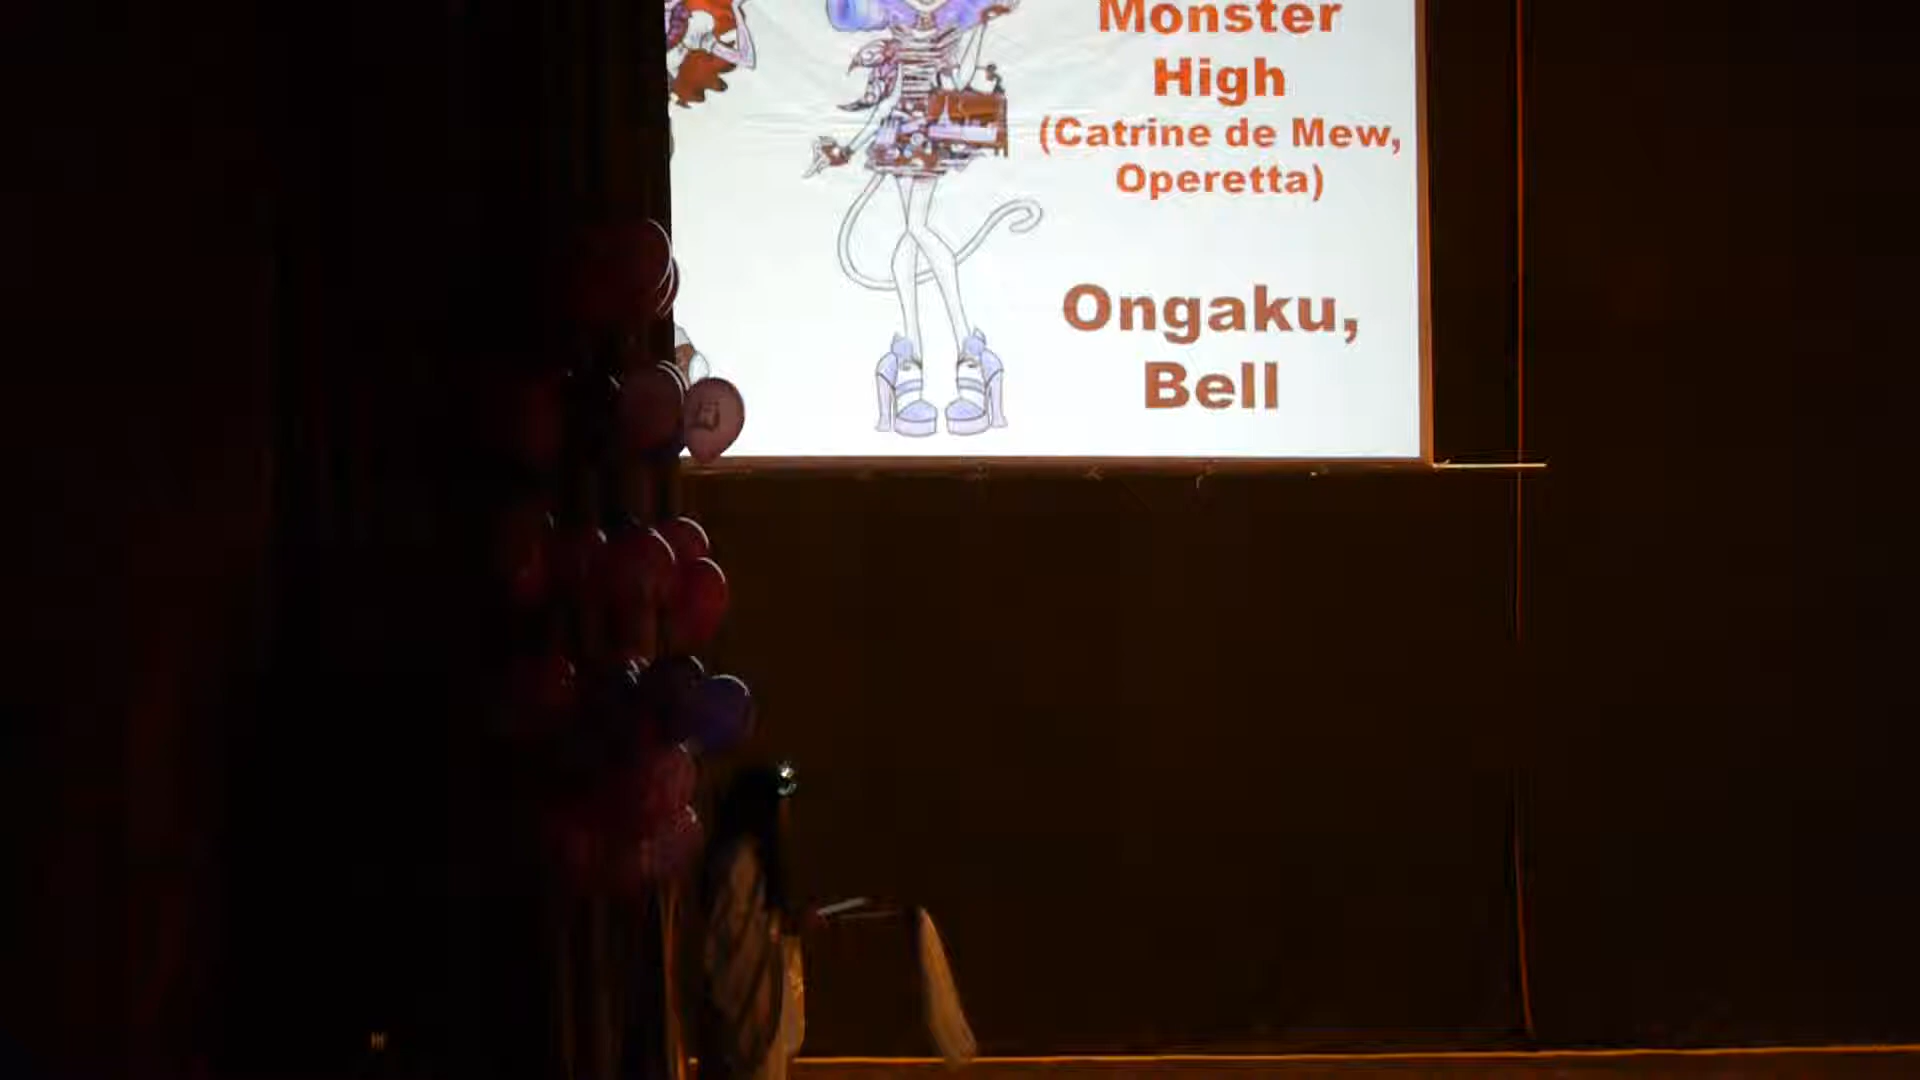 Monster
High
(Catrine de Mew,
Operetta)
Ongaku,
Bell